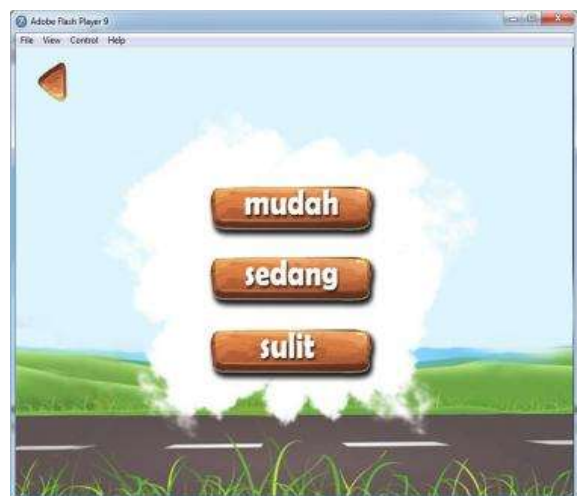 Adobe Flash Player 9
File View Control Help
mudah
sedang
sulit